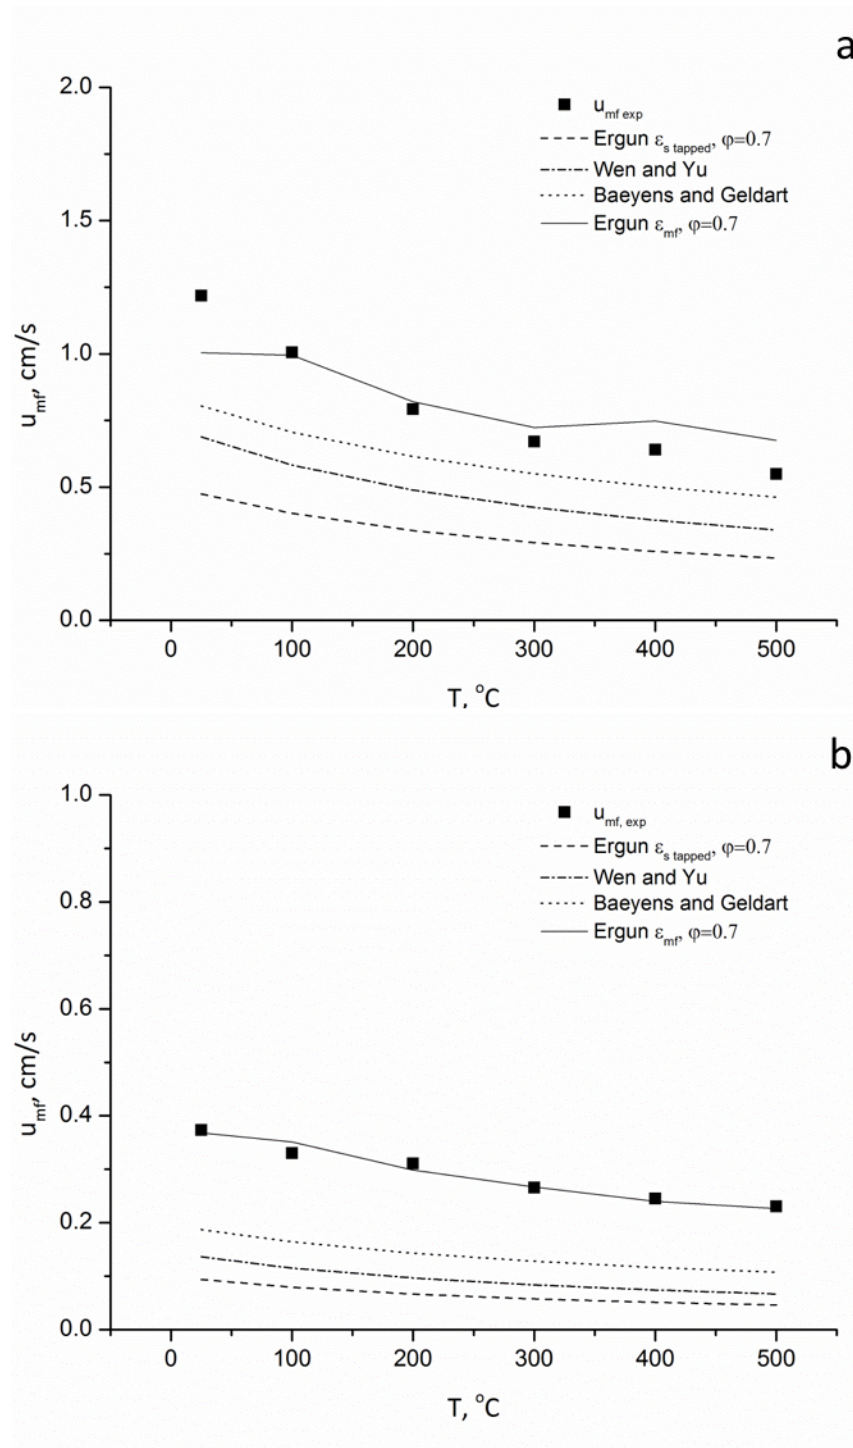 a
2.0
1.5
1.0
0.5
0.0
u_mf, cm/s
u_mf exp
Ergun ε_s tapped, φ=0.7
Wen and Yu
Baeyens and Geldart
Ergun ε_mf, φ=0.7
0 100 200 300 400 500
T, °C
b
1.0
0.8
0.6
0.4
0.2
0.0
u_mf, cm/s
u_mf, exp
Ergun ε_s tapped, φ=0.7
Wen and Yu
Baeyens and Geldart
Ergun ε_mf, φ=0.7
0 100 200 300 400 500
T, °C